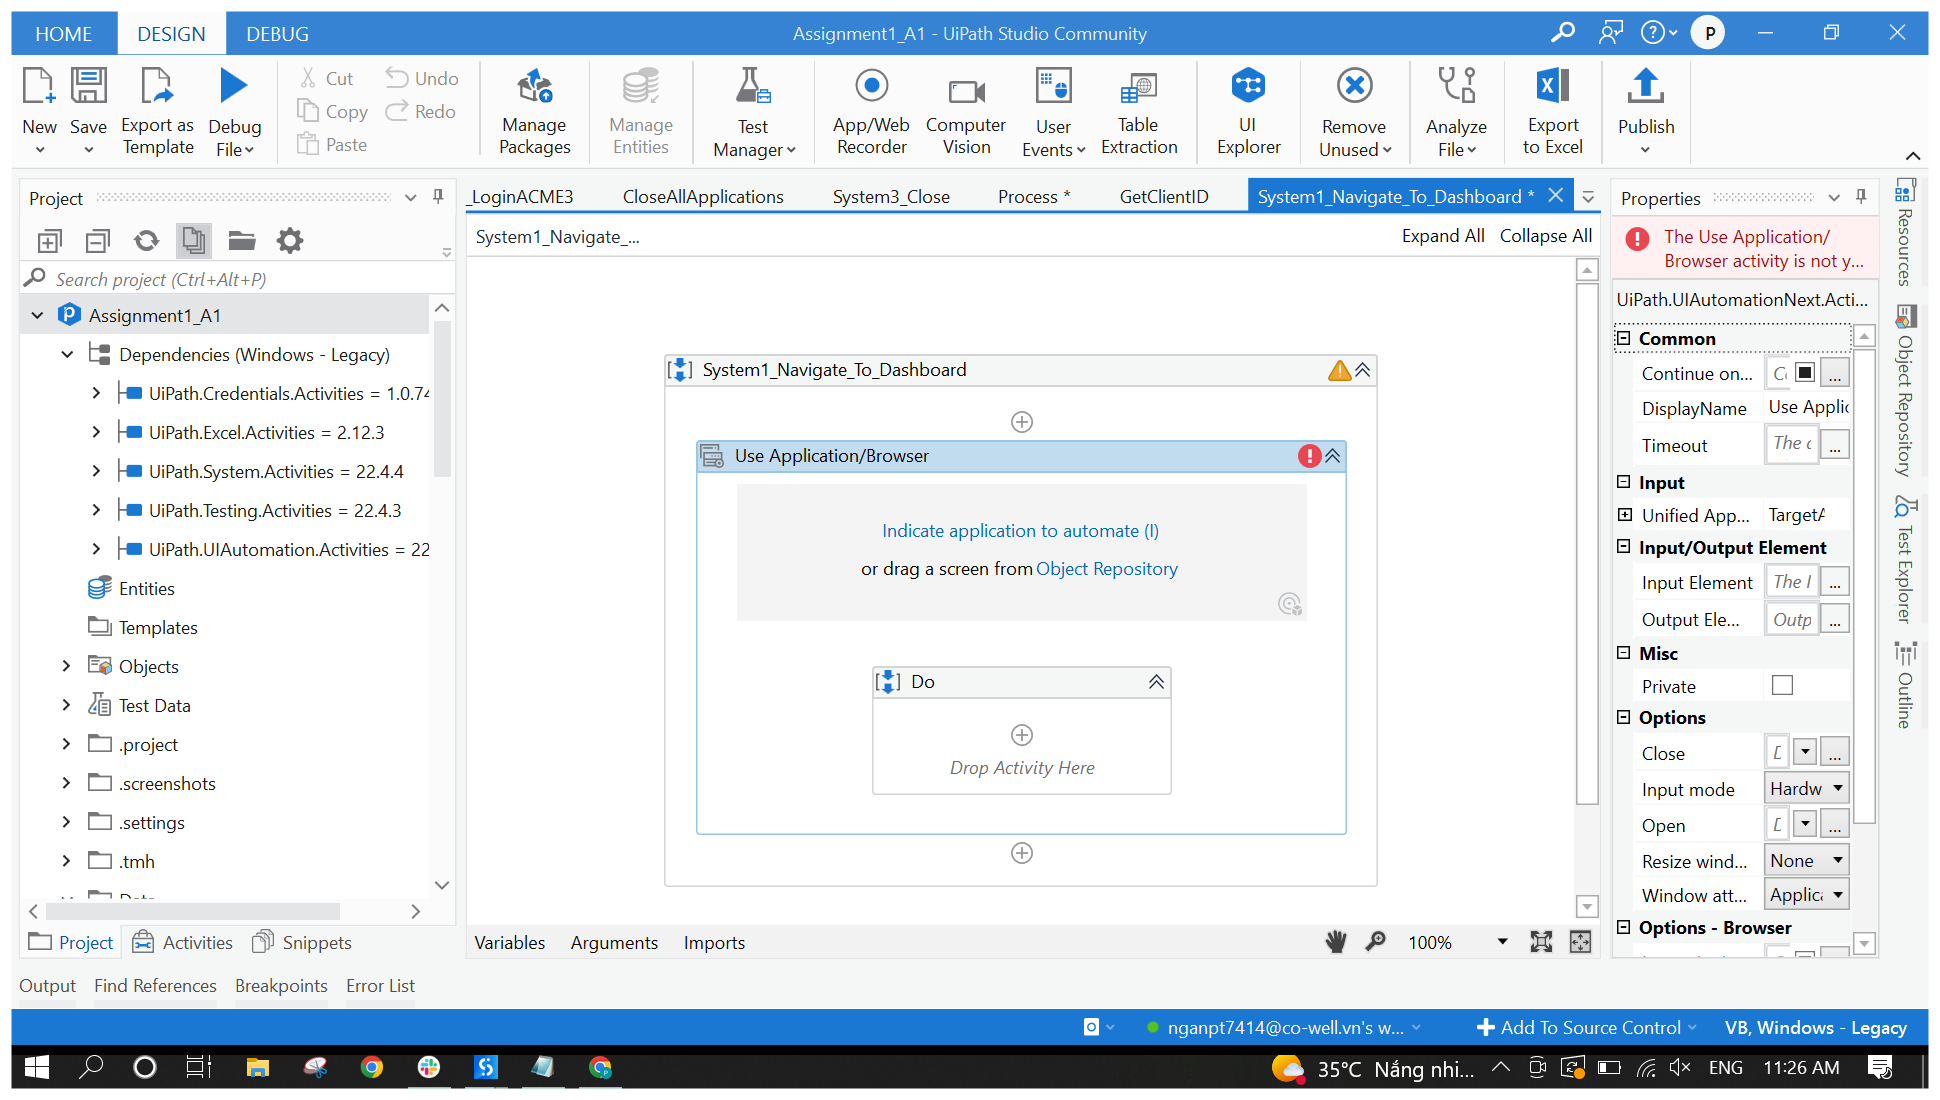 HOME
DESIGN
DEBUG
Assignment1_A1 - UiPath Studio Community
P
New
Save
Export as
Template
Debug
File
Cut
Copy
Paste
Undo
Redo
Manage
Packages
Manage
Entities
Test
Manager
App/Web
Recorder
Computer
Vision
User
Events
Table
Extraction
UI
Explorer
Remove
Unused
Analyze
File
Export
to Excel
Publish
Project
Search project (Ctrl+Alt+P)
Assignment1_A1
Dependencies (Windows - Legacy)
UiPath.Credentials.Activities = 1.0.74
UiPath.Excel.Activities = 2.12.3
UiPath.System.Activities = 22.4.4
UiPath.Testing.Activities = 22.4.3
UiPath.UIAutomation.Activities = 22
Entities
Templates
Objects
Test Data
.project
.screenshots
.settings
.tmh
Project
Activities
Snippets
_LoginACME3
CloseAllApplications
System3_Close
Process *
GetClientID
System1_Navigate_To_Dashboard *
System1_Navigate_...
Expand All
Collapse All
System1_Navigate_To_Dashboard
Use Application/Browser
Indicate application to automate (I)
or drag a screen from Object Repository
Do
Drop Activity Here
Variables
Arguments
Imports
100%
Properties
The Use Application/
Browser activity is not y...
UiPath.UIAutomationNext.Acti...
Common
Continue on... C ...
DisplayName Use Applic
Timeout The c ...
Input
Unified App... TargetA
Input/Output Element
Input Element The I ...
Output Ele... Outp ...
Misc
Private
Options
Close ...
Input mode Hardw
Open ...
Resize wind... None
Window att... Applica
Options - Browser
Resources
Object Repository
Test Explorer
Outline
Output
Find References
Breakpoints
Error List
nganpt7414@co-well.vn's w...
Add To Source Control
VB, Windows - Legacy
35°C Nắng nhi...
ENG
11:26 AM